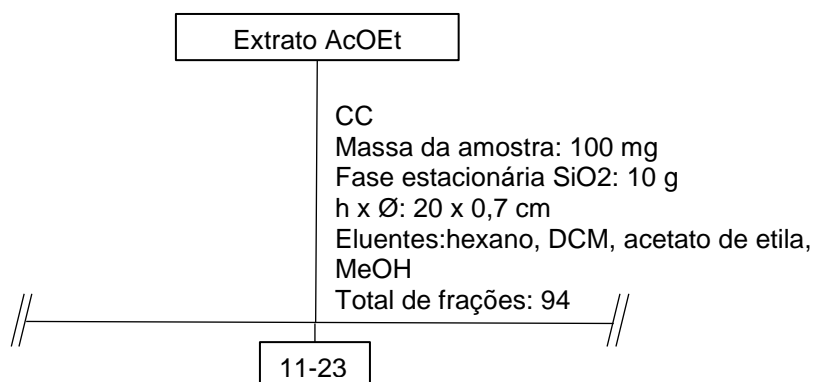 Extrato AcOEt
CC
Massa da amostra: 100 mg
Fase estacionária SiO2: 10 g
h x Ø: 20 x 0,7 cm
Eluentes:hexano, DCM, acetato de etila,
MeOH
Total de frações: 94
11-23